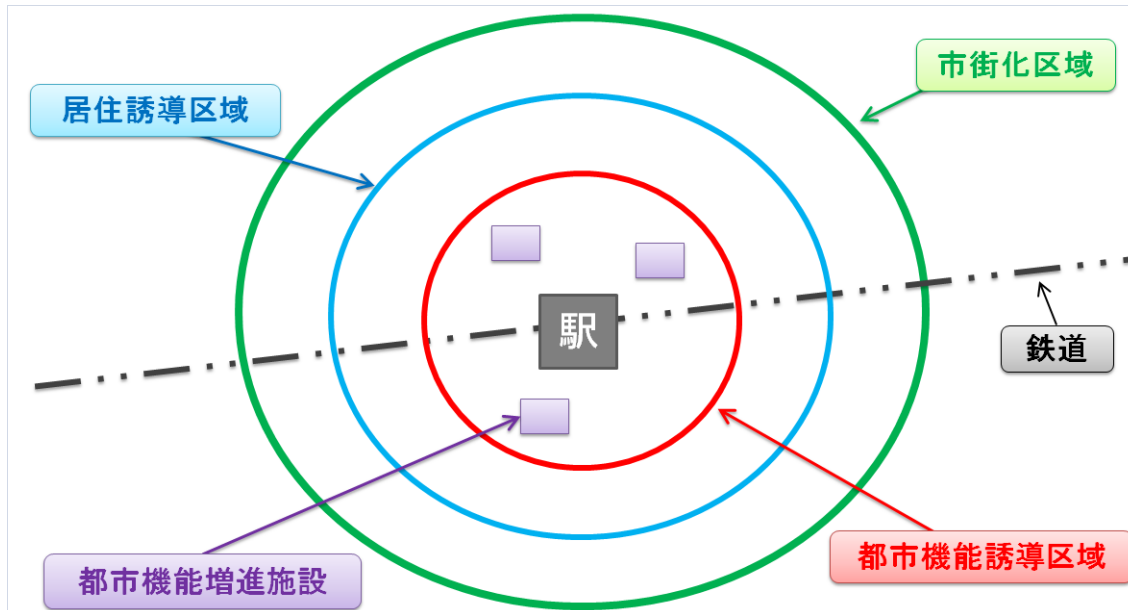 市街化区域
居住誘導区域
駅
鉄道
都市機能誘導区域
都市機能増進施設